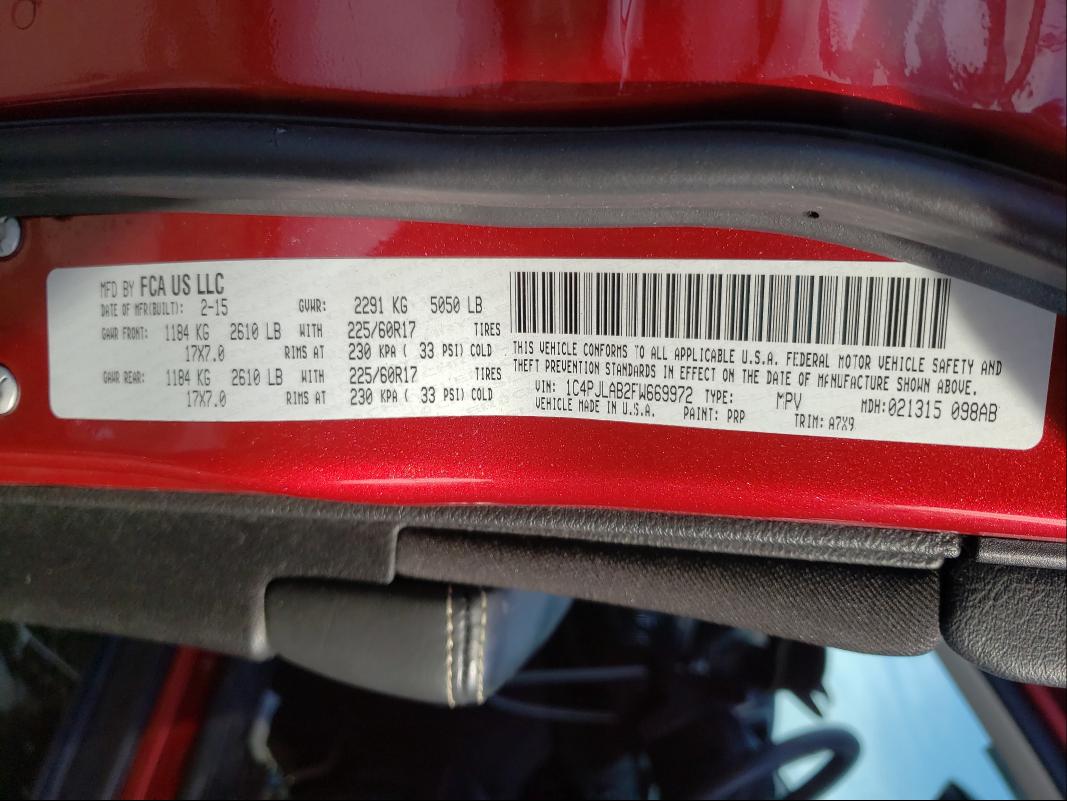 MFD BY FCA US LLC
DATE OF MFR(BUILT): 2-15 GVWR: 2291 KG 5050 LB
GAWR FRONT: 1184 KG 2610 LB WITH 225/60R17 TIRES
17X7.0 RIMS AT 230 KPA ( 33 PSI) COLD
GAWR REAR: 1184 KG 2610 LB WITH 225/60R17 TIRES
17X7.0 RIMS AT 230 KPA ( 33 PSI) COLD
THIS VEHICLE CONFORMS TO ALL APPLICABLE U.S.A. FEDERAL MOTOR VEHICLE SAFETY AND
THEFT PREVENTION STANDARDS IN EFFECT ON THE DATE OF MFNUFACTURE SHOWN ABOVE.
VIN: 1C4PJLAB2FW669972 TYPE: MPV MDH:021315 098AB
VEHICLE MADE IN U.S.A. PAINT: PRP TRIM: A7X9